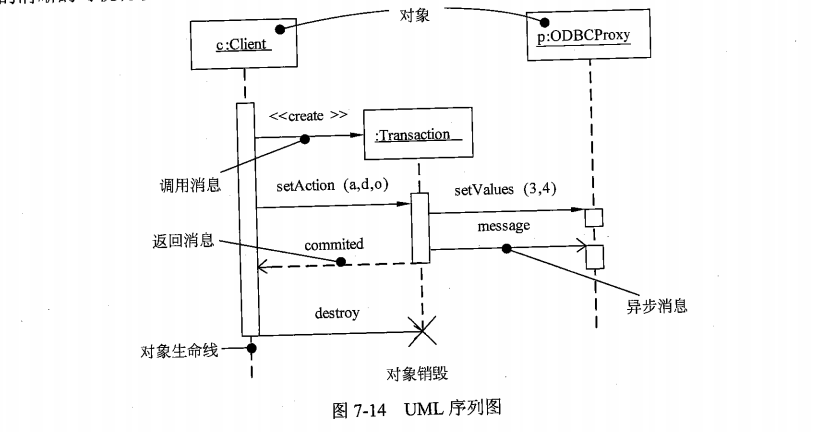 对象
c:Client
p:ODBCProxy
<<create >>
:Transaction
调用消息
setAction (a,d,o)
setValues (3,4)
返回消息
commited
message
异步消息
destroy
对象生命线
对象销毁
图 7-14 UML 序列图